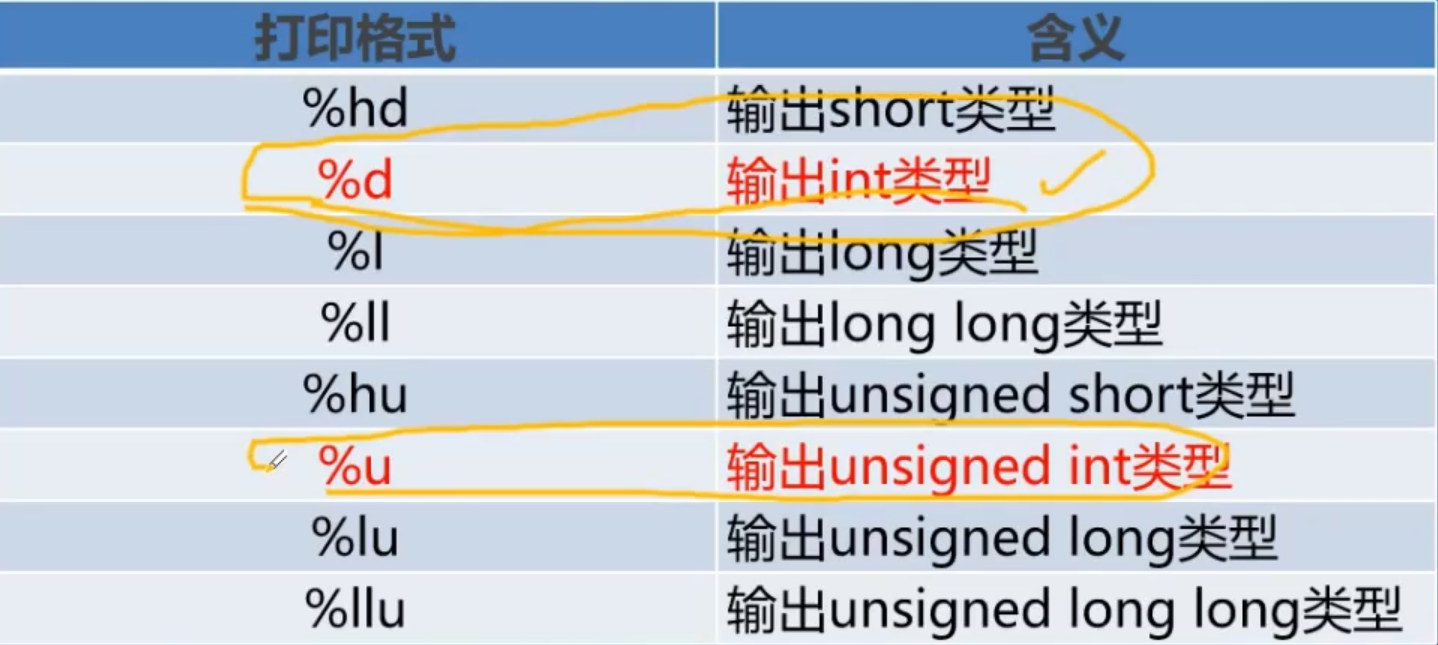 打印格式 含义
%hd 输出short类型
%d 输出int类型
%l 输出long类型
%ll 输出long long类型
%hu 输出unsigned short类型
%u 输出unsigned int类型
%lu 输出unsigned long类型
%llu 输出unsigned long long类型